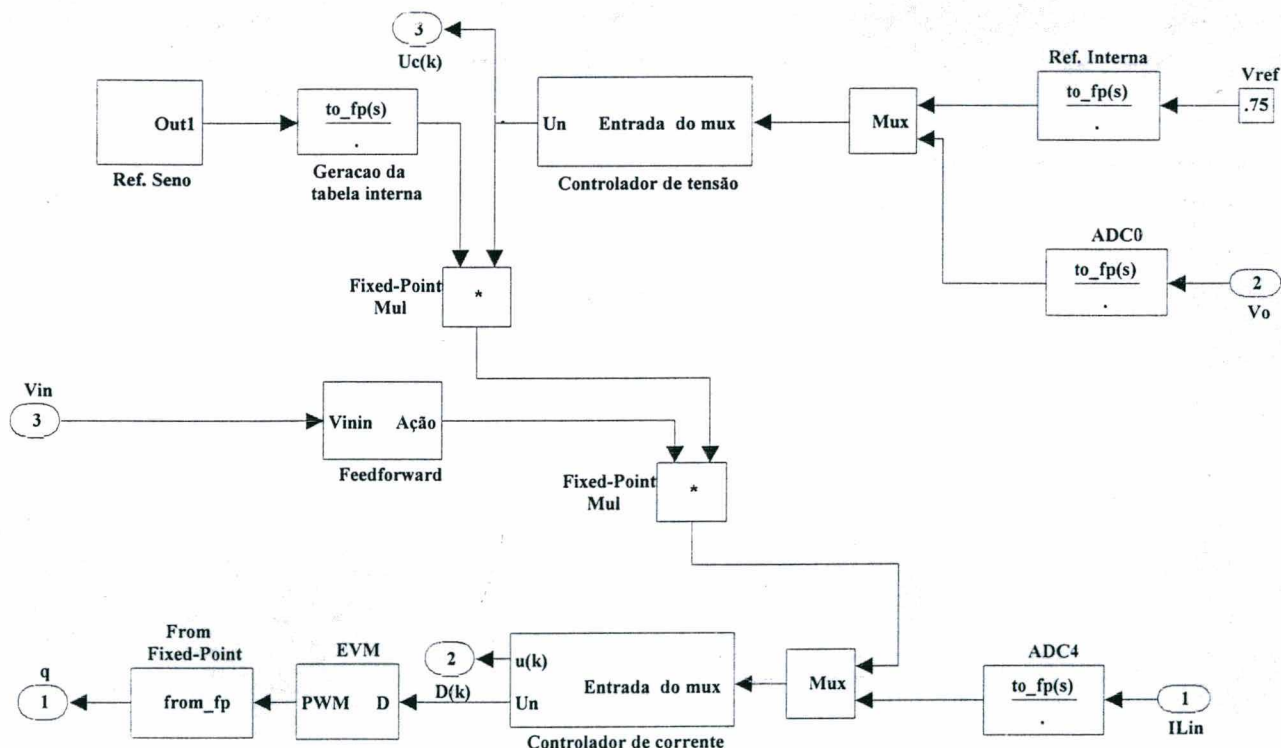 3
Uc(k)
Out1
Ref. Seno
to_fp(s)
.
Geracao da
tabela interna
Un Entrada do mux
Controlador de tensão
Mux
Ref. Interna
to_fp(s)
.
Vref
.75
ADC0
to_fp(s)
.
2
Vo
Fixed-Point
Mul
*
Vin
3
Vinin Ação
Feedforward
Fixed-Point
Mul
*
q
1
From
Fixed-Point
from_fp
EVM
PWM D
2
D(k)
u(k)
Entrada do mux
Un
Controlador de corrente
Mux
ADC4
to_fp(s)
.
1
ILin